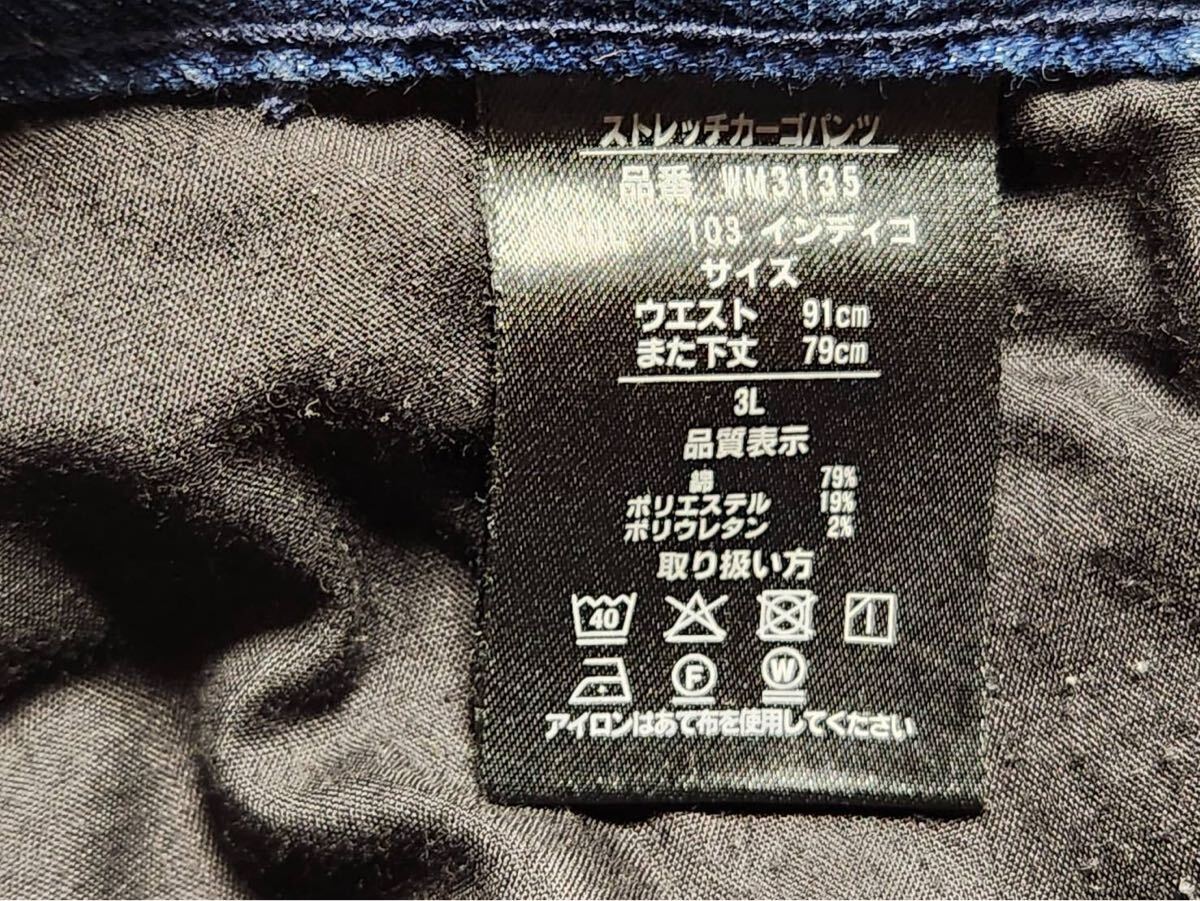 ストレッチカーゴパンツ
品番 WM3135
103 インディゴ
サイズ
ウエスト 91cm
また下丈 79cm
3L
品質表示
綿 79%
ポリエステル 19%
ポリウレタン 2%
取り扱い方
40
F W
アイロンはあて布を使用してください